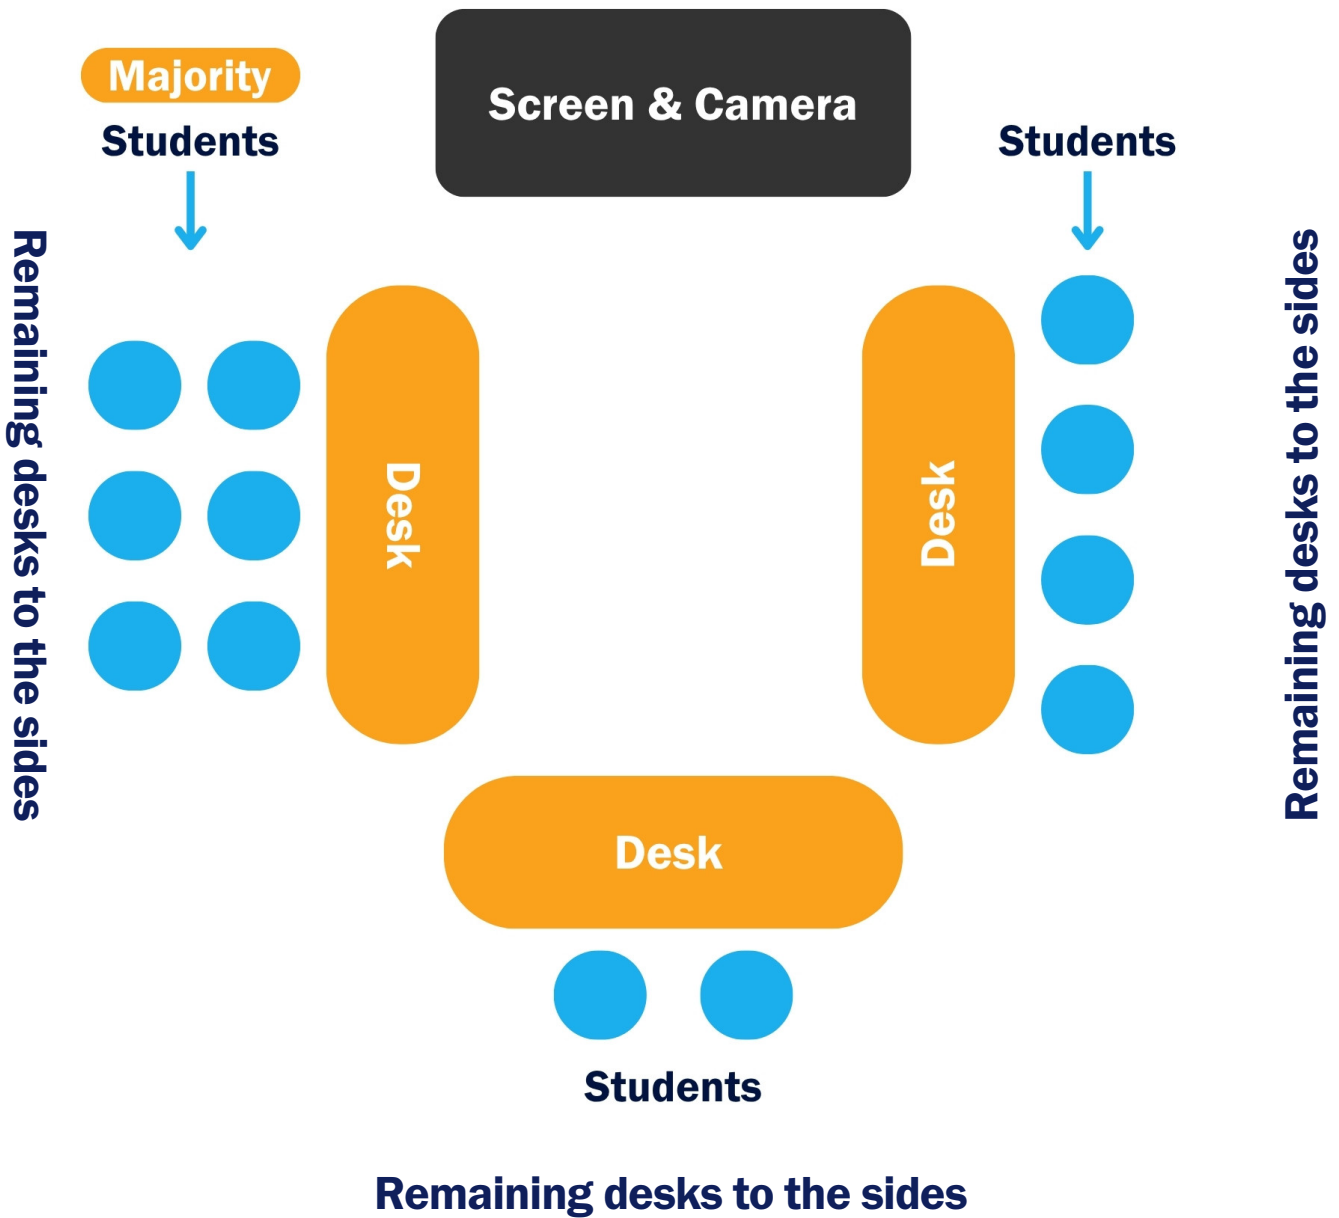 Majority
Students
Screen & Camera
Students
Remaining desks to the sides
Desk
Desk
Remaining desks to the sides
Desk
Students
Remaining desks to the sides